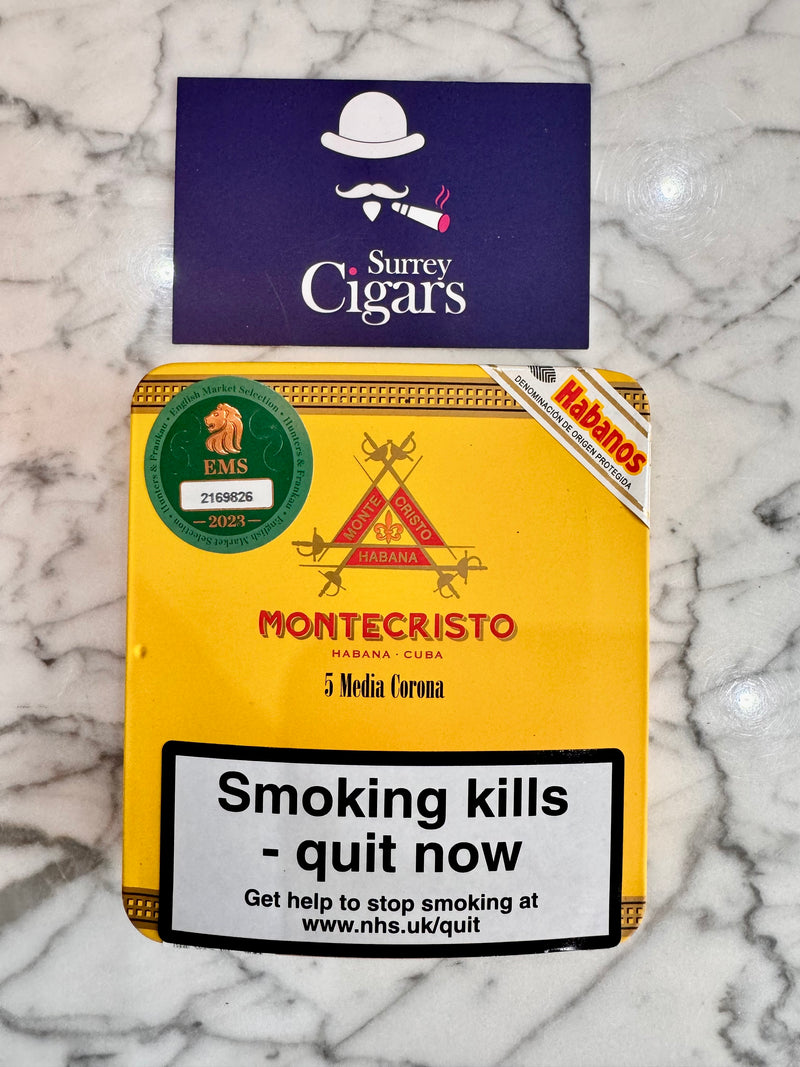 Surrey
Cigars
English Market Selection • Hunters & Frankau • English Market Selection • Hunters & Frankau •
EMS
2169826
2023
Habanos
DENOMINACIÓN DE ORIGEN PROTEGIDA
MONTE CRISTO
HABANA
MONTECRISTO
HABANA · CUBA
5 Media Corona
Smoking kills
- quit now
Get help to stop smoking at
www.nhs.uk/quit